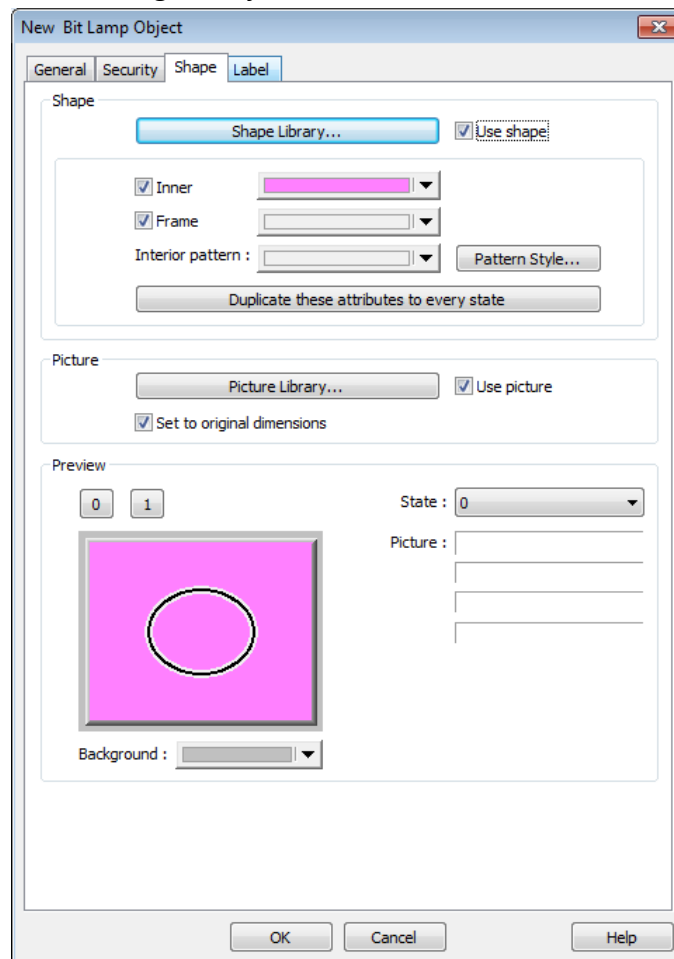 New Bit Lamp Object
General Security Shape Label
Shape
Shape Library... Use shape
Inner
Frame
Interior pattern : Pattern Style...
Duplicate these attributes to every state
Picture
Picture Library... Use picture
Set to original dimensions
Preview
0 1 State : 0
Picture :
Background :
OK Cancel Help